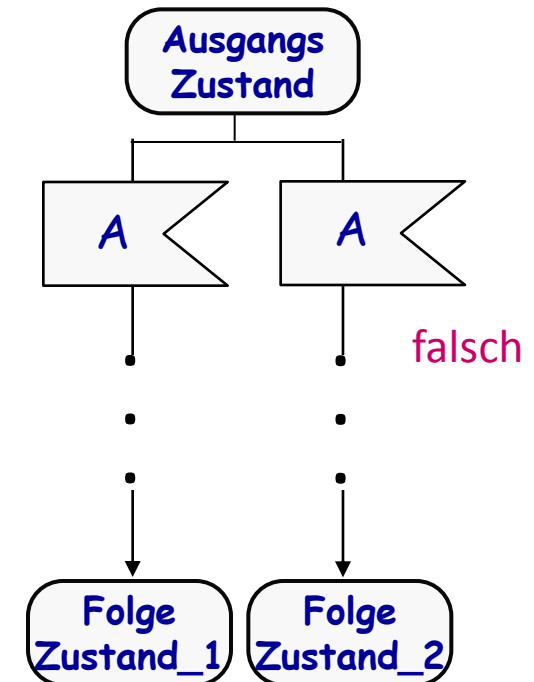 Ausgangs
Zustand
A
A
falsch
Folge
Zustand_1
Folge
Zustand_2